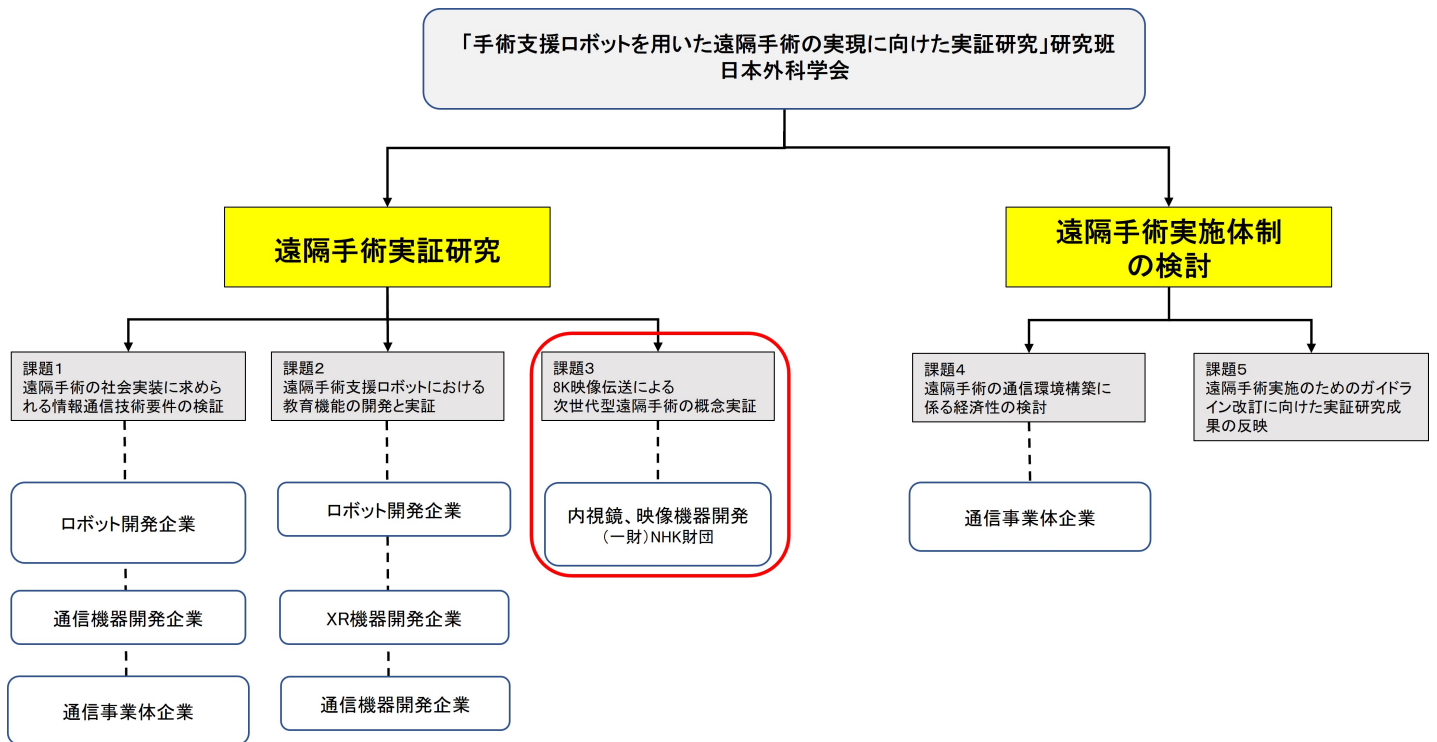 「手術支援ロボットを用いた遠隔手術の実現に向けた実証研究」研究班
日本外科学会
遠隔手術実証研究
遠隔手術実施体制
の検討
課題１
遠隔手術の社会実装に求めら
れる情報通信技術要件の検証
課題２
遠隔手術支援ロボットにおける
教育機能の開発と実証
課題３
8K映像伝送による
次世代型遠隔手術の概念実証
課題４
遠隔手術の通信環境構築に
係る経済性の検討
課題５
遠隔手術実施のためのガイドラ
イン改訂に向けた実証研究成
果の反映
ロボット開発企業
ロボット開発企業
内視鏡、映像機器開発
（一財）NHK財団
通信事業体企業
通信機器開発企業
XR機器開発企業
通信事業体企業
通信機器開発企業